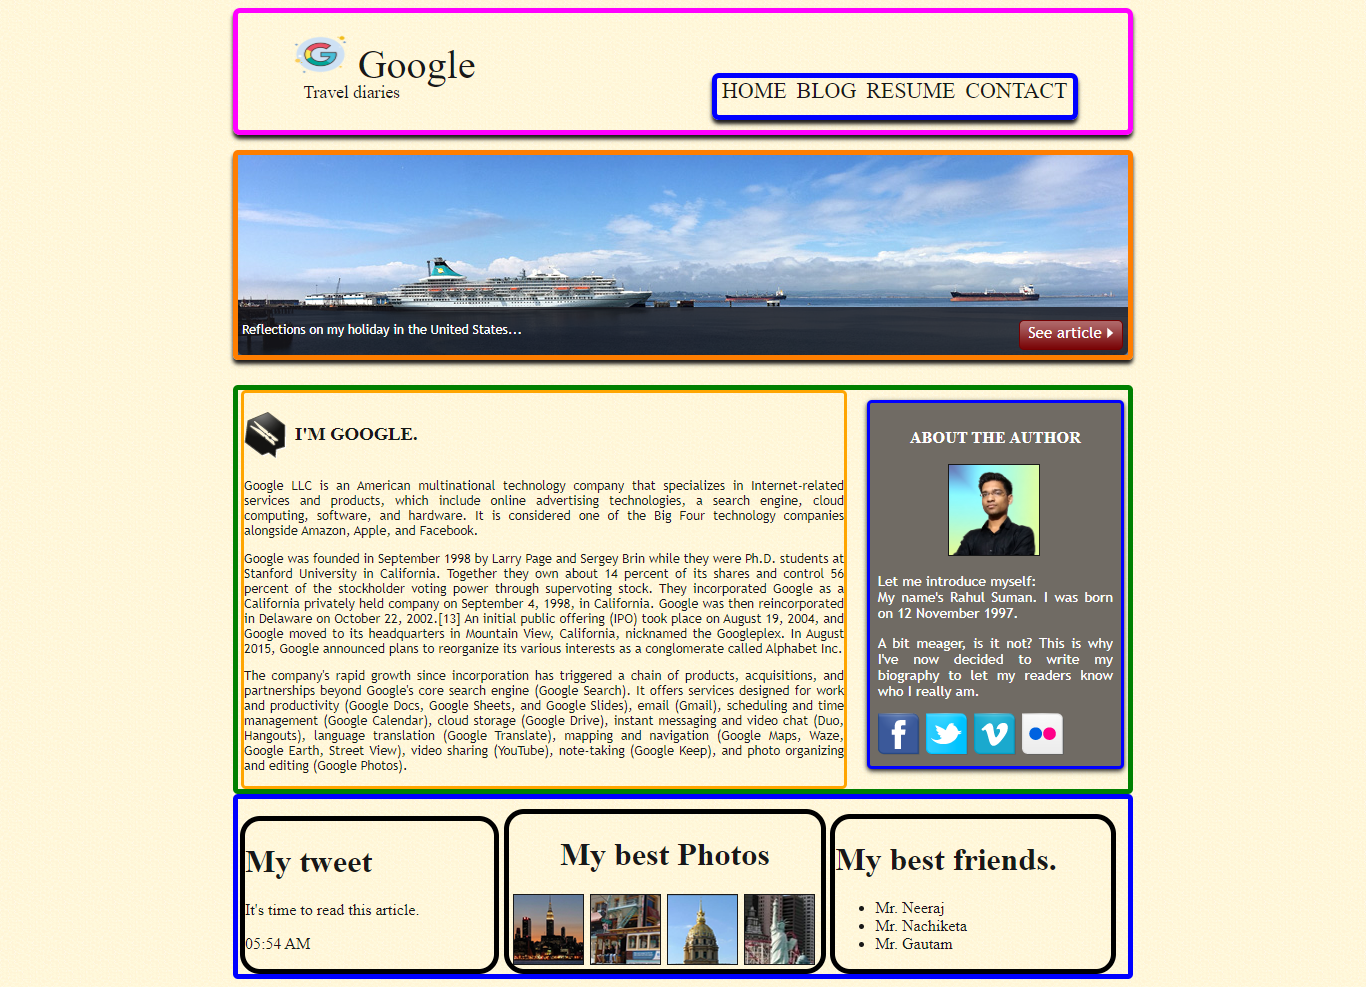 Google
Travel diaries
HOME BLOG RESUME CONTACT
Reflections on my holiday in the United States...
See article
I'M GOOGLE.
Google LLC is an American multinational technology company that specializes in Internet-related
services and products, which include online advertising technologies, a search engine, cloud
computing, software, and hardware. It is considered one of the Big Four technology companies
alongside Amazon, Apple, and Facebook.
Google was founded in September 1998 by Larry Page and Sergey Brin while they were Ph.D. students at
Stanford University in California. Together they own about 14 percent of its shares and control 56
percent of the stockholder voting power through supervoting stock. They incorporated Google as a
California privately held company on September 4, 1998, in California. Google was then reincorporated
in Delaware on October 22, 2002.[13] An initial public offering (IPO) took place on August 19, 2004, and
Google moved to its headquarters in Mountain View, California, nicknamed the Googleplex. In August
2015, Google announced plans to reorganize its various interests as a conglomerate called Alphabet Inc.
The company's rapid growth since incorporation has triggered a chain of products, acquisitions, and
partnerships beyond Google's core search engine (Google Search). It offers services designed for work
and productivity (Google Docs, Google Sheets, and Google Slides), email (Gmail), scheduling and time
management (Google Calendar), cloud storage (Google Drive), instant messaging and video chat (Duo,
Hangouts), language translation (Google Translate), mapping and navigation (Google Maps, Waze,
Google Earth, Street View), video sharing (YouTube), note-taking (Google Keep), and photo organizing
and editing (Google Photos).
ABOUT THE AUTHOR
Let me introduce myself:
My name's Rahul Suman. I was born
on 12 November 1997.
A bit meager, is it not? This is why
I've now decided to write my
biography to let my readers know
who I really am.
My tweet
It's time to read this article.
05:54 AM
My best Photos
My best friends.
Mr. Neeraj
Mr. Nachiketa
Mr. Gautam